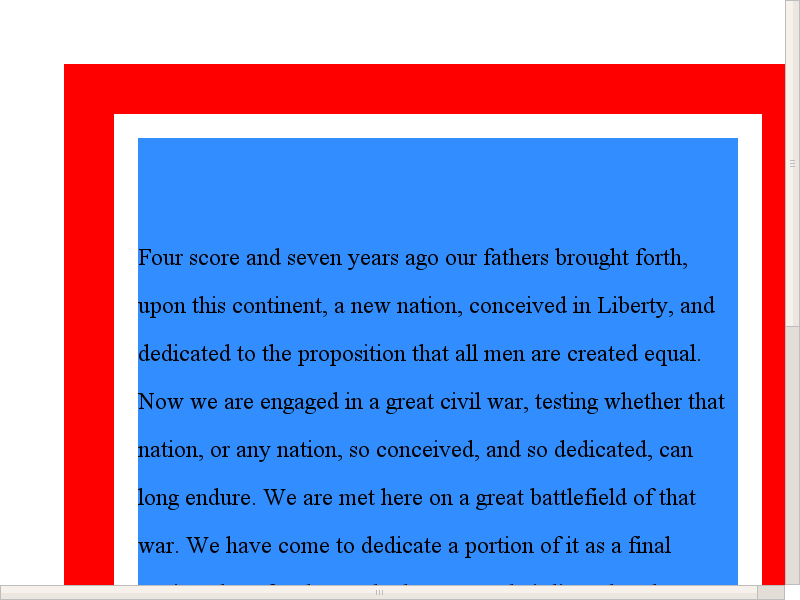 Four score and seven years ago our fathers brought forth,
upon this continent, a new nation, conceived in Liberty, and
dedicated to the proposition that all men are created equal.
Now we are engaged in a great civil war, testing whether that
nation, or any nation, so conceived, and so dedicated, can
long endure. We are met here on a great battlefield of that
war. We have come to dedicate a portion of it as a final